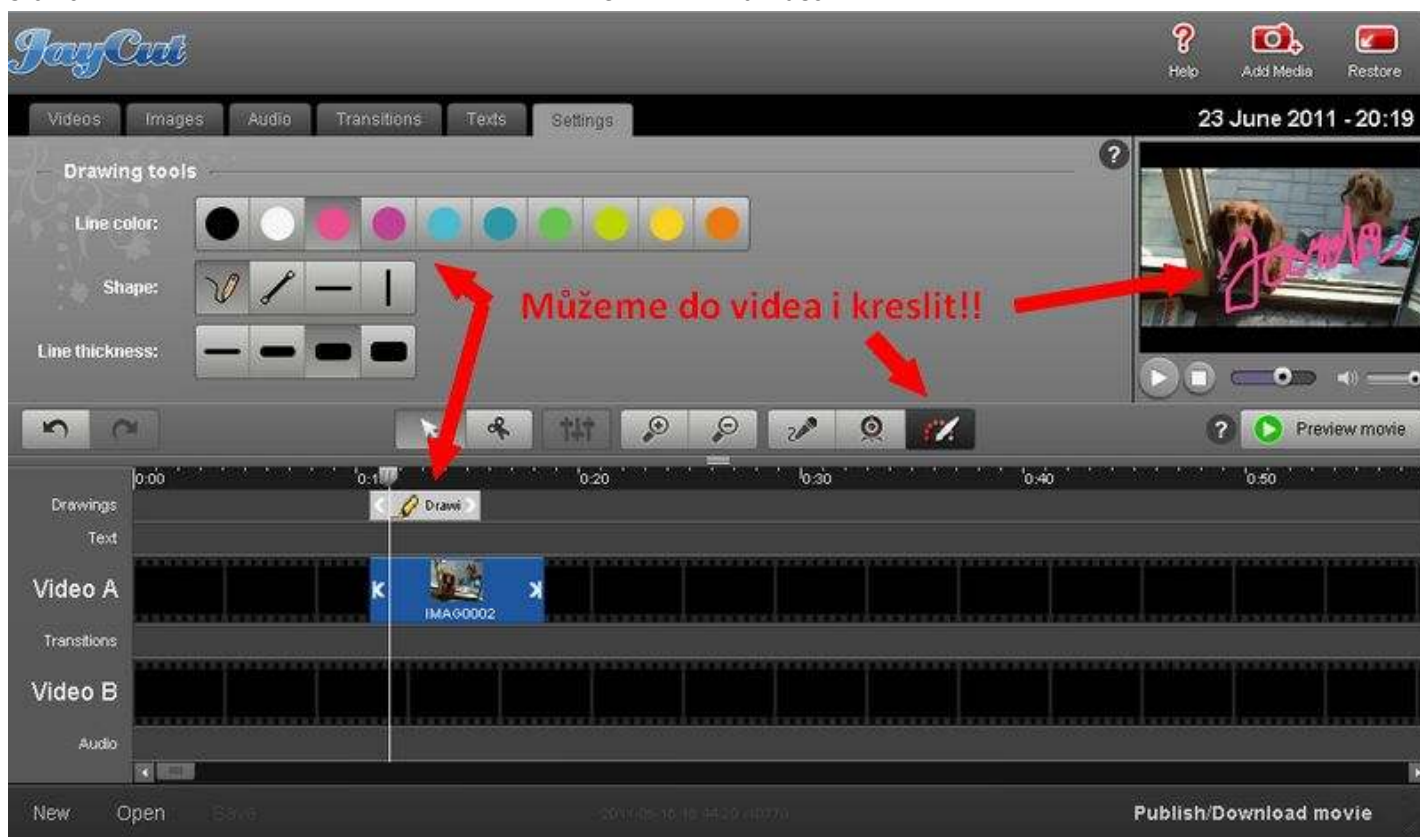 JayCut
Help Add Media Restore
Videos Images Audio Transitions Texts Settings
23 June 2011 - 20:19
Drawing tools
?
Line color:
Shape:
Můžeme do videa i kreslit!!
Line thickness:
? Preview movie
0:00 0:20 0:30 0:40 0:50
Drawings Drawi
Text
Video A
IMAG0002
Transitions
Video B
Audio
New Open Save Publish/Download movie